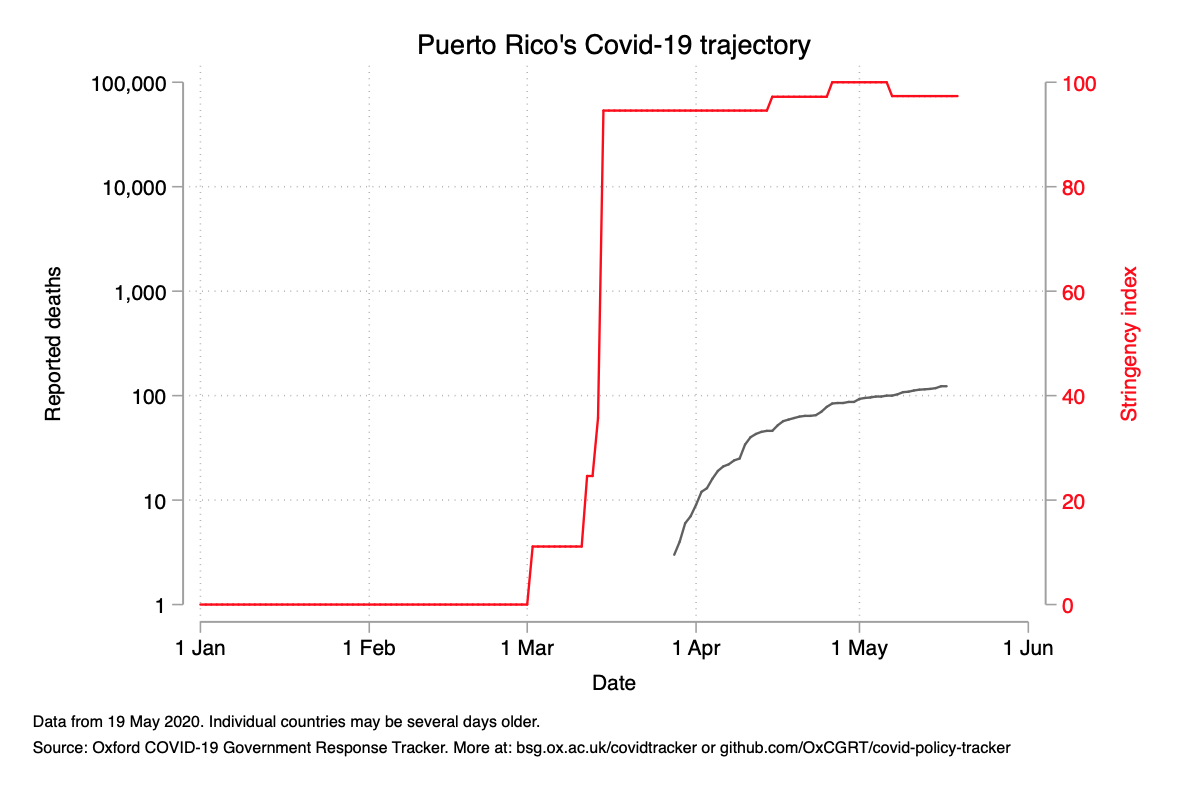 Puerto Rico's Covid-19 trajectory
100,000
10,000
1,000
100
10
1
Reported deaths
100
80
60
40
20
0
Stringency index
1 Jan
1 Feb
1 Mar
1 Apr
1 May
1 Jun
Date
Data from 19 May 2020. Individual countries may be several days older.
Source: Oxford COVID-19 Government Response Tracker. More at: bsg.ox.ac.uk/covidtracker or github.com/OxCGRT/covid-policy-tracker